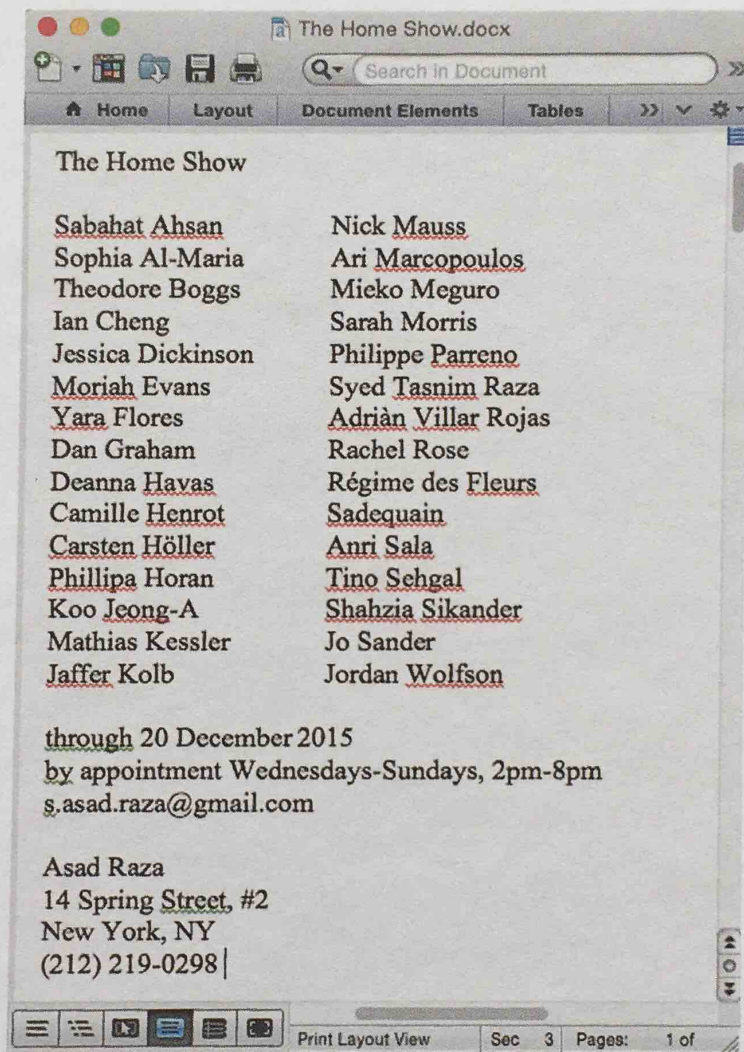 The Home Show.docx
Search in Document
Home Layout Document Elements Tables
The Home Show
Sabahat Ahsan
Sophia Al-Maria
Theodore Boggs
Ian Cheng
Jessica Dickinson
Moriah Evans
Yara Flores
Dan Graham
Deanna Havas
Camille Henrot
Carsten Höller
Phillipa Horan
Koo Jeong-A
Mathias Kessler
Jaffer Kolb
Nick Mauss
Ari Marcopoulos
Mieko Meguro
Sarah Morris
Philippe Parreno
Syed Tasnim Raza
Adriàn Villar Rojas
Rachel Rose
Régime des Fleurs
Sadequain
Anri Sala
Tino Sehgal
Shahzia Sikander
Jo Sander
Jordan Wolfson
through 20 December 2015
by appointment Wednesdays-Sundays, 2pm-8pm
s.asad.raza@gmail.com
Asad Raza
14 Spring Street, #2
New York, NY
(212) 219-0298
Print Layout View Sec 3 Pages: 1 of